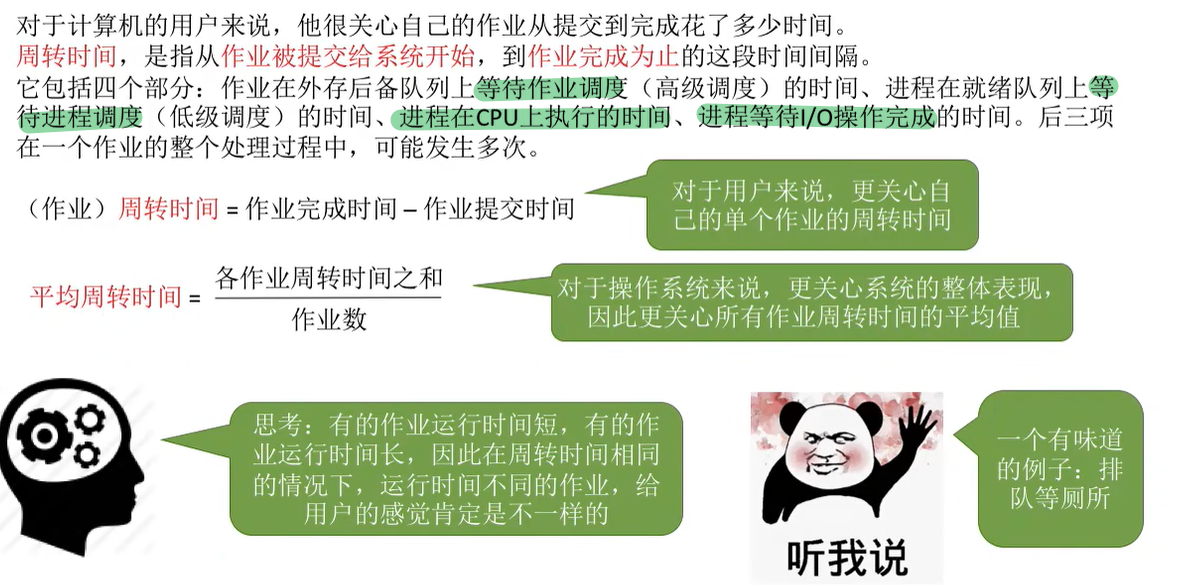 对于计算机的用户来说，他很关心自己的作业从提交到完成花了多少时间。
周转时间，是指从作业被提交给系统开始，到作业完成为止的这段时间间隔。
它包括四个部分：作业在外存后备队列上等待作业调度（高级调度）的时间、进程在就绪队列上等
待进程调度（低级调度）的时间、进程在CPU上执行的时间、进程等待I/O操作完成的时间。后三项
在一个作业的整个处理过程中，可能发生多次。
（作业）周转时间 = 作业完成时间 – 作业提交时间
对于用户来说，更关心自
己的单个作业的周转时间
平均周转时间 =
各作业周转时间之和
作业数
对于操作系统来说，更关心系统的整体表现，
因此更关心所有作业周转时间的平均值
思考：有的作业运行时间短，有的作
业运行时间长，因此在周转时间相同
的情况下，运行时间不同的作业，给
用户的感觉肯定是不一样的
听我说
一个有味道
的例子：排
队等厕所